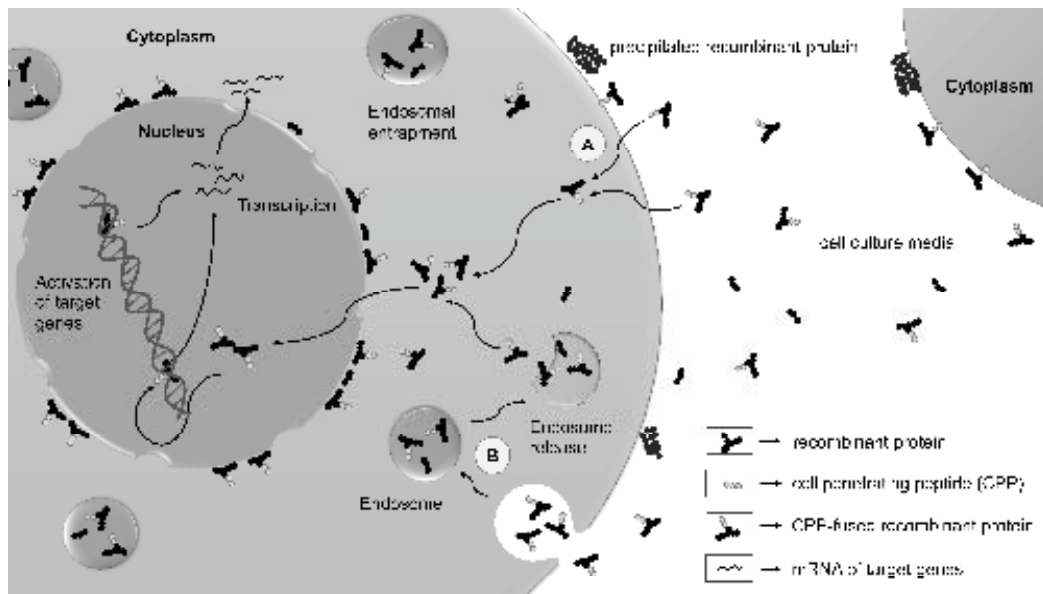 Cytoplasm
precipitated recombinant protein
Cytoplasm
Endosomal
entrapment
Nucleus
A
Transcription
cell culture media
Activation
of target
genes
Endosome
release
B
Endosome
recombinant protein
cell penetrating peptide (CPP)
CPP-fused recombinant protein
mRNA of target genes